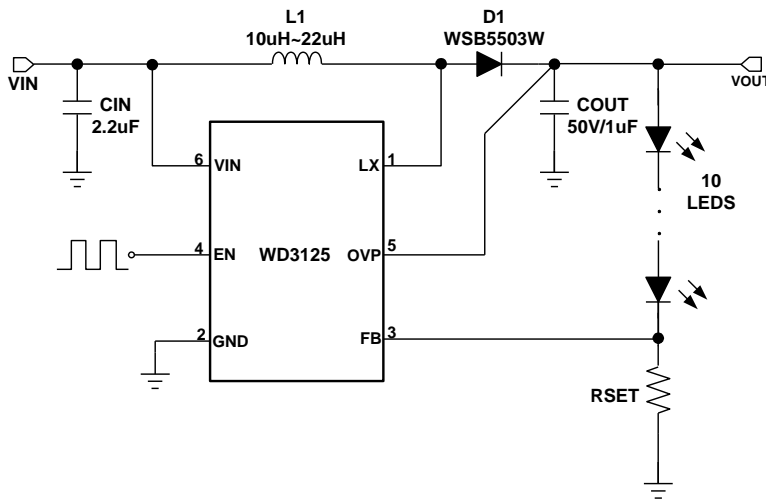 L1
10uH~22uH
D1
WSB5503W
VIN
VOUT
CIN
2.2uF
COUT
50V/1uF
6
VIN
LX
1
10
LEDS
4
EN
WD3125
OVP
5
2
GND
FB
3
RSET